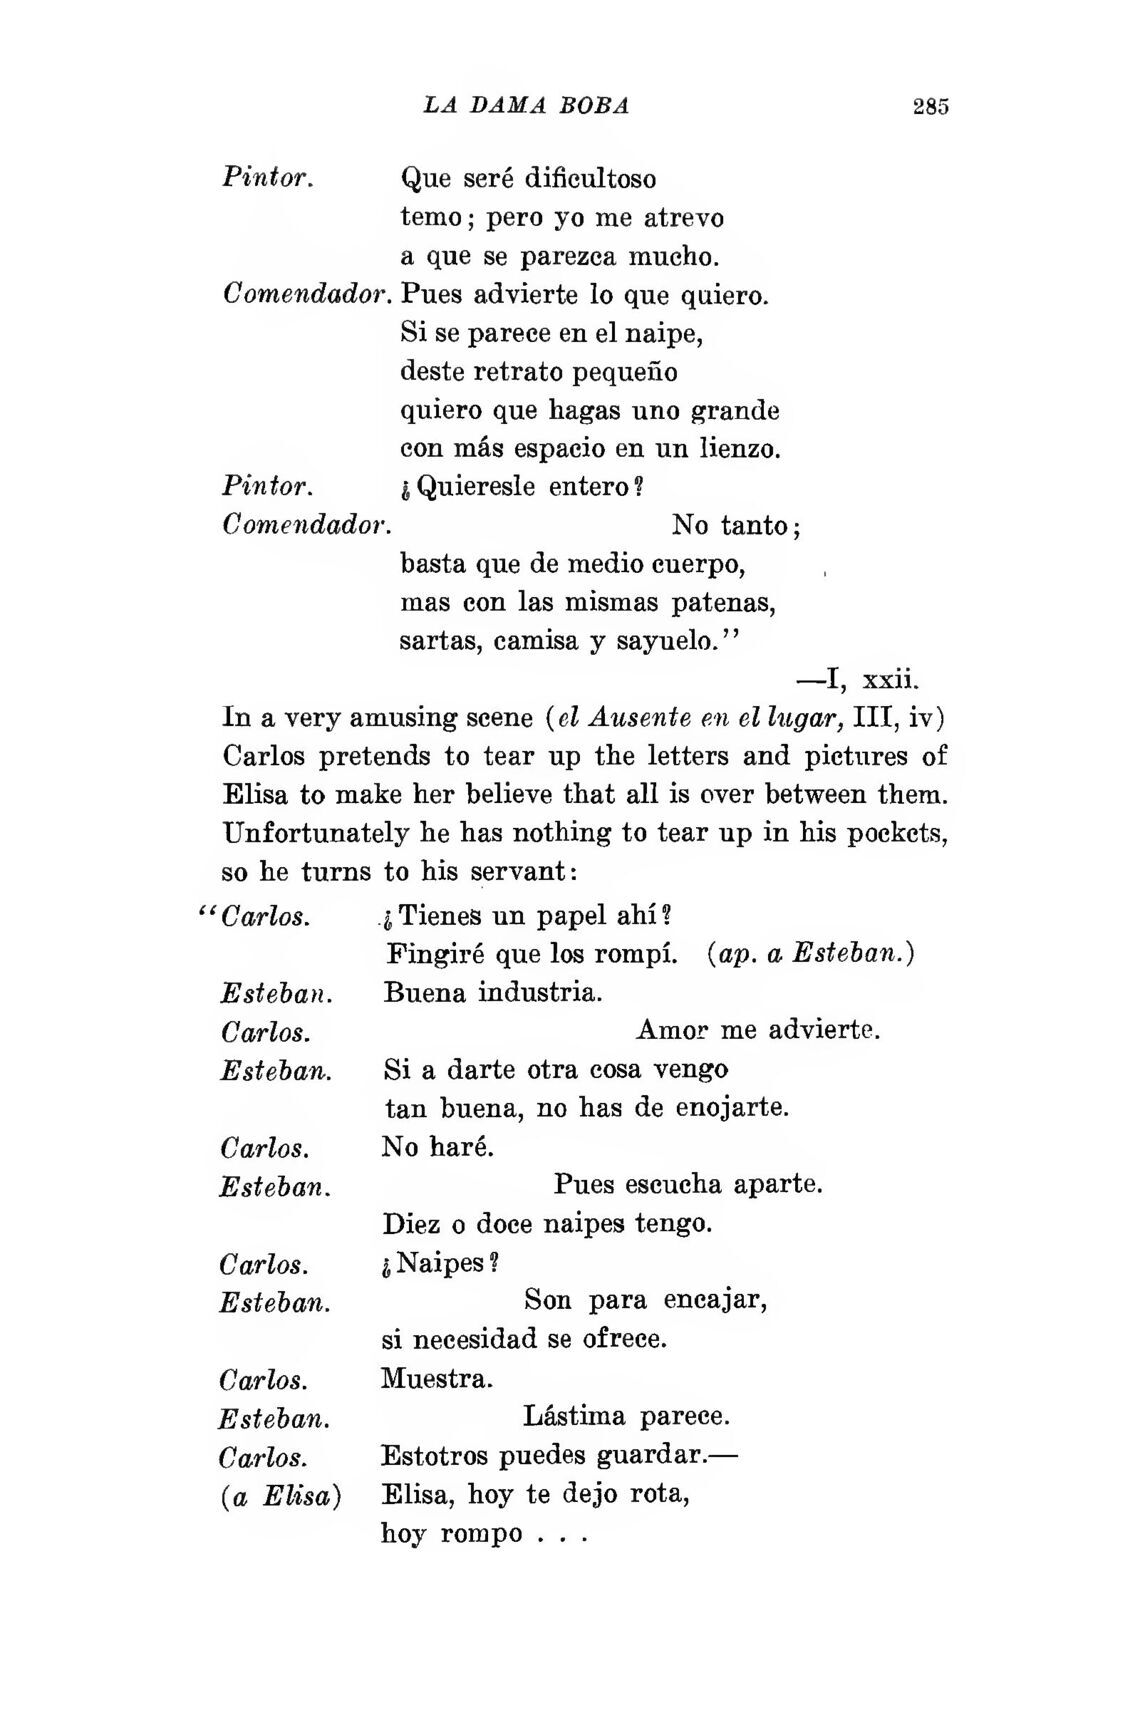 LA DAMA BOBA 285
Pintor. Que seré dificultoso
temo; pero yo me atrevo
a que se parezca mucho.
Comendador. Pues advierte lo que quiero.
Si se parece en el naipe,
deste retrato pequeño
quiero que hagas uno grande
con más espacio en un lienzo.
Pintor. ¿Quieresle entero?
Comendador. No tanto;
basta que de medio cuerpo,
mas con las mismas patenas,
sartas, camisa y sayuelo."
—I, xxii.
In a very amusing scene (el Ausente en el lugar, III, iv)
Carlos pretends to tear up the letters and pictures of
Elisa to make her believe that all is over between them.
Unfortunately he has nothing to tear up in his pockets,
so he turns to his servant:
"Carlos. ¿Tienes un papel ahí?
Fingiré que los rompí. (ap. a Esteban.)
Esteban. Buena industria.
Carlos. Amor me advierte.
Esteban. Si a darte otra cosa vengo
tan buena, no has de enojarte.
Carlos. No haré.
Esteban. Pues escucha aparte.
Diez o doce naipes tengo.
Carlos. ¿Naipes?
Esteban. Son para encajar,
si necesidad se ofrece.
Carlos. Muestra.
Esteban. Lástima parece.
Carlos. Estotros puedes guardar.—
(a Elisa) Elisa, hoy te dejo rota,
hoy rompo . . .